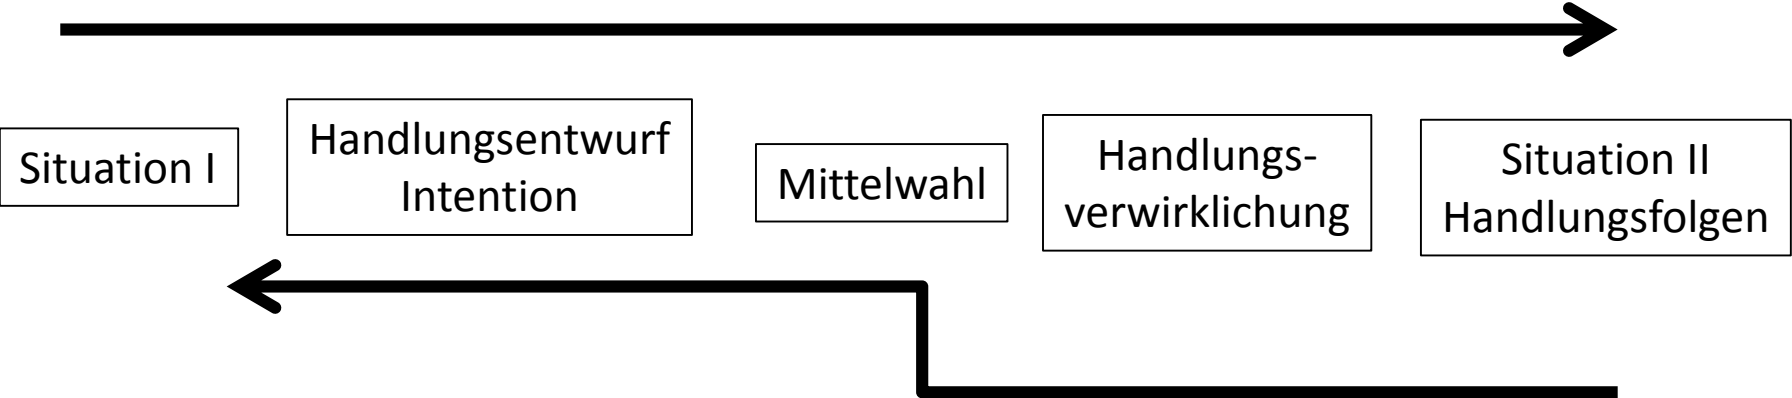 Situation I
Handlungsentwurf
Intention
Mittelwahl
Handlungs-
verwirklichung
Situation II
Handlungsfolgen